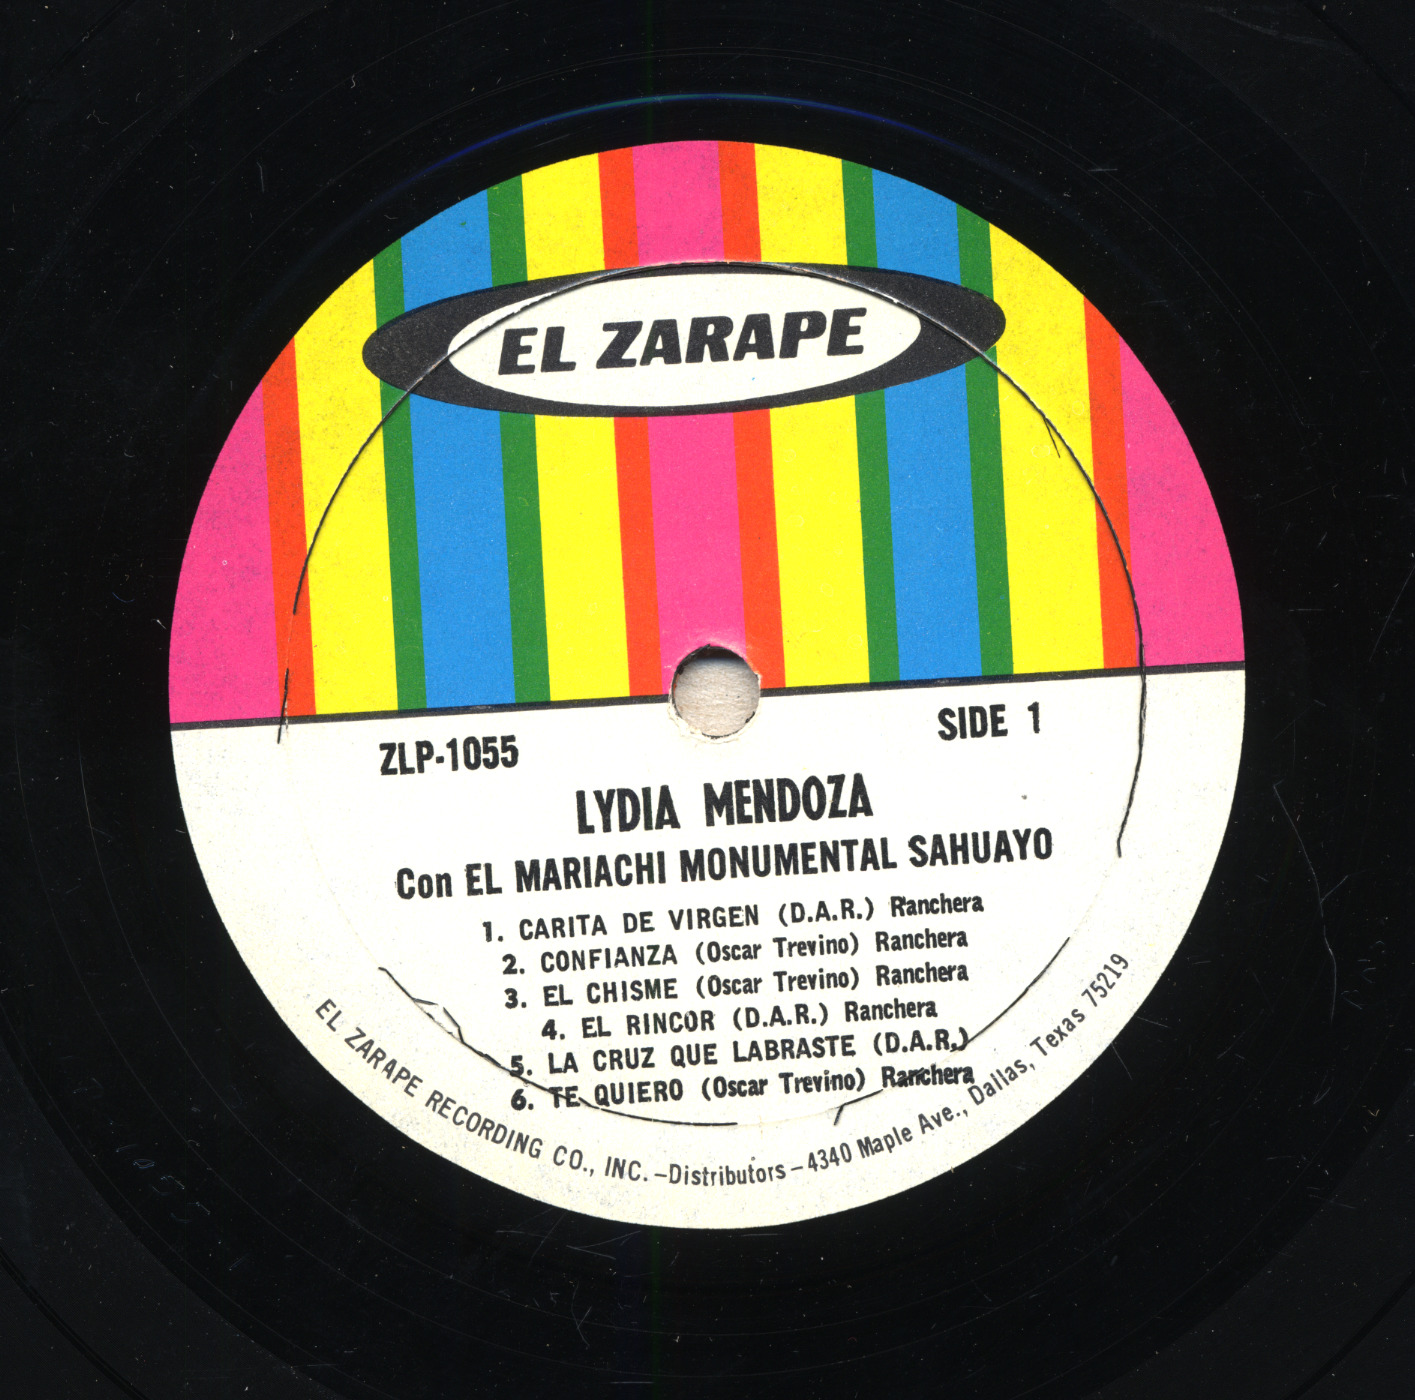 EL ZARAPE
ZLP-1055
SIDE 1
LYDIA MENDOZA
Con EL MARIACHI MONUMENTAL SAHUAYO
1. CARITA DE VIRGEN (D.A.R.) Ranchera
2. CONFIANZA (Oscar Trevino) Ranchera
3. EL CHISME (Oscar Trevino) Ranchera
4. EL RINCOR (D.A.R.) Ranchera
5. LA CRUZ QUE LABRASTE (D.A.R.)
6. TE QUIERO (Oscar Trevino) Ranchera
EL ZARAPE RECORDING CO., INC. -Distributors- 4340 Maple Ave., Dallas, Texas 75219